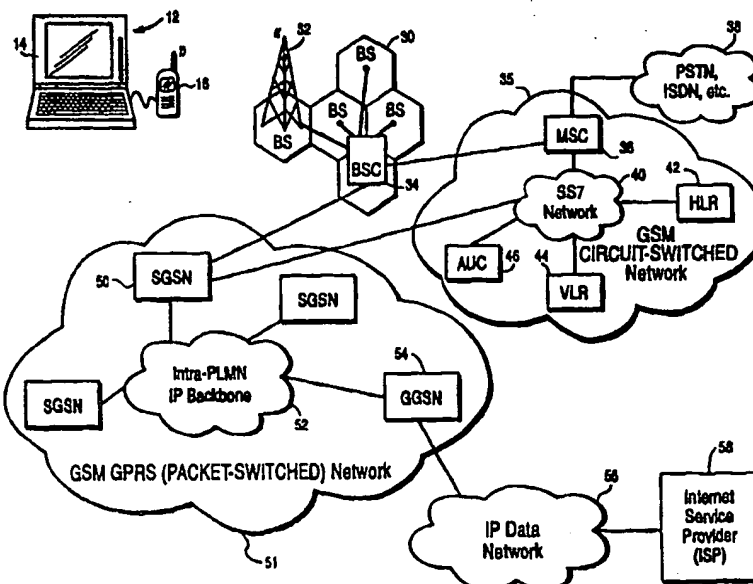 12
14
16
32
30
BS
BS
BS
BS
BSC
34
35
38
PSTN,
ISDN, etc.
MSC
36
40
SS7
Network
42
HLR
GSM
CIRCUIT-SWITCHED
Network
AUC
46
44
VLR
50
SGSN
SGSN
SGSN
Intra-PLMN
IP Backbone
52
54
GGSN
GSM GPRS (PACKET-SWITCHED) Network
51
56
IP Data
Network
58
Internet
Service
Provider
(ISP)